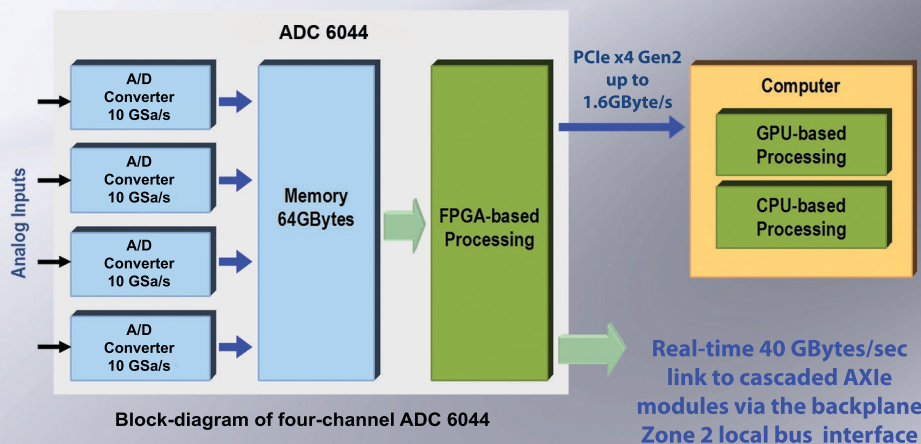 ADC 6044
Analog Inputs
A/D
Converter
10 GSa/s
A/D
Converter
10 GSa/s
A/D
Converter
10 GSa/s
A/D
Converter
10 GSa/s
Memory
64GBytes
FPGA-based
Processing
PCIe x4 Gen2
up to
1.6GByte/s
Computer
GPU-based
Processing
CPU-based
Processing
Real-time 40 GBytes/sec
link to cascaded AXIe
modules via the backplane
Zone 2 local bus interface
Block-diagram of four-channel ADC 6044